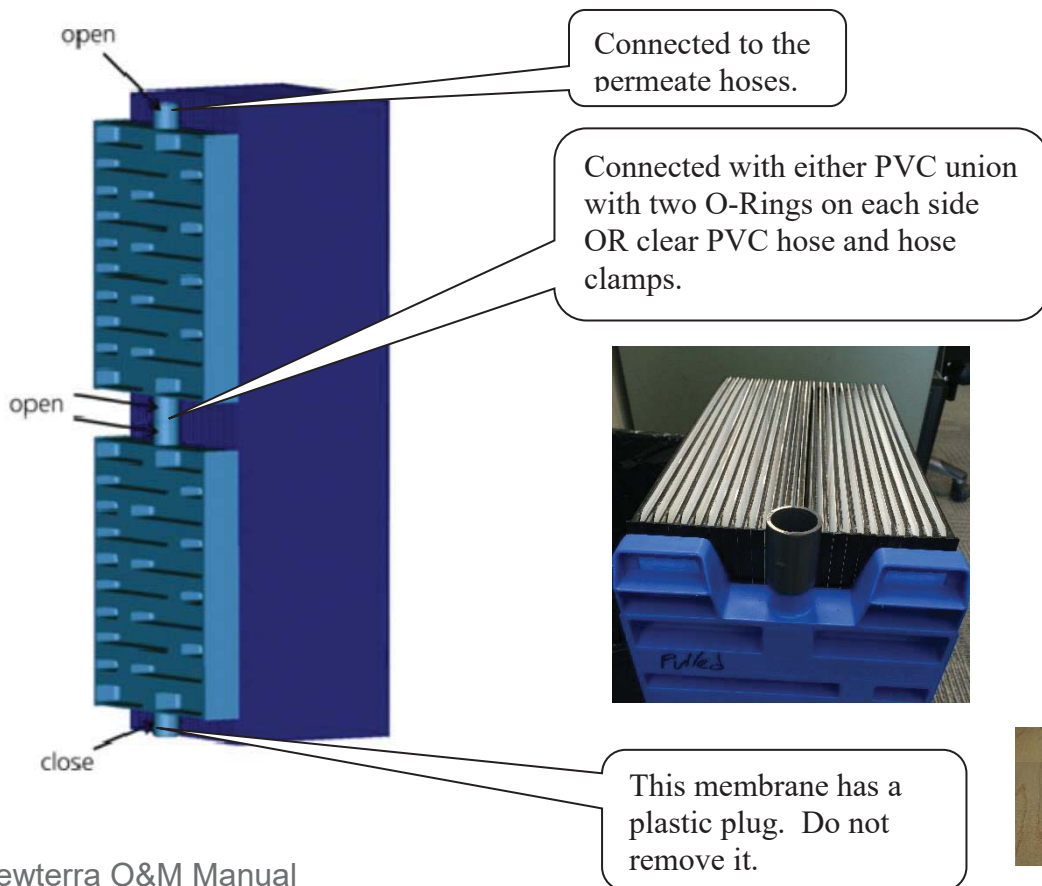 open
Connected to the
permeate hoses.
Connected with either PVC union
with two O-Rings on each side
OR clear PVC hose and hose
clamps.
open
Pulled
close
This membrane has a
plastic plug.  Do not
remove it.
ewterra O&M Manual